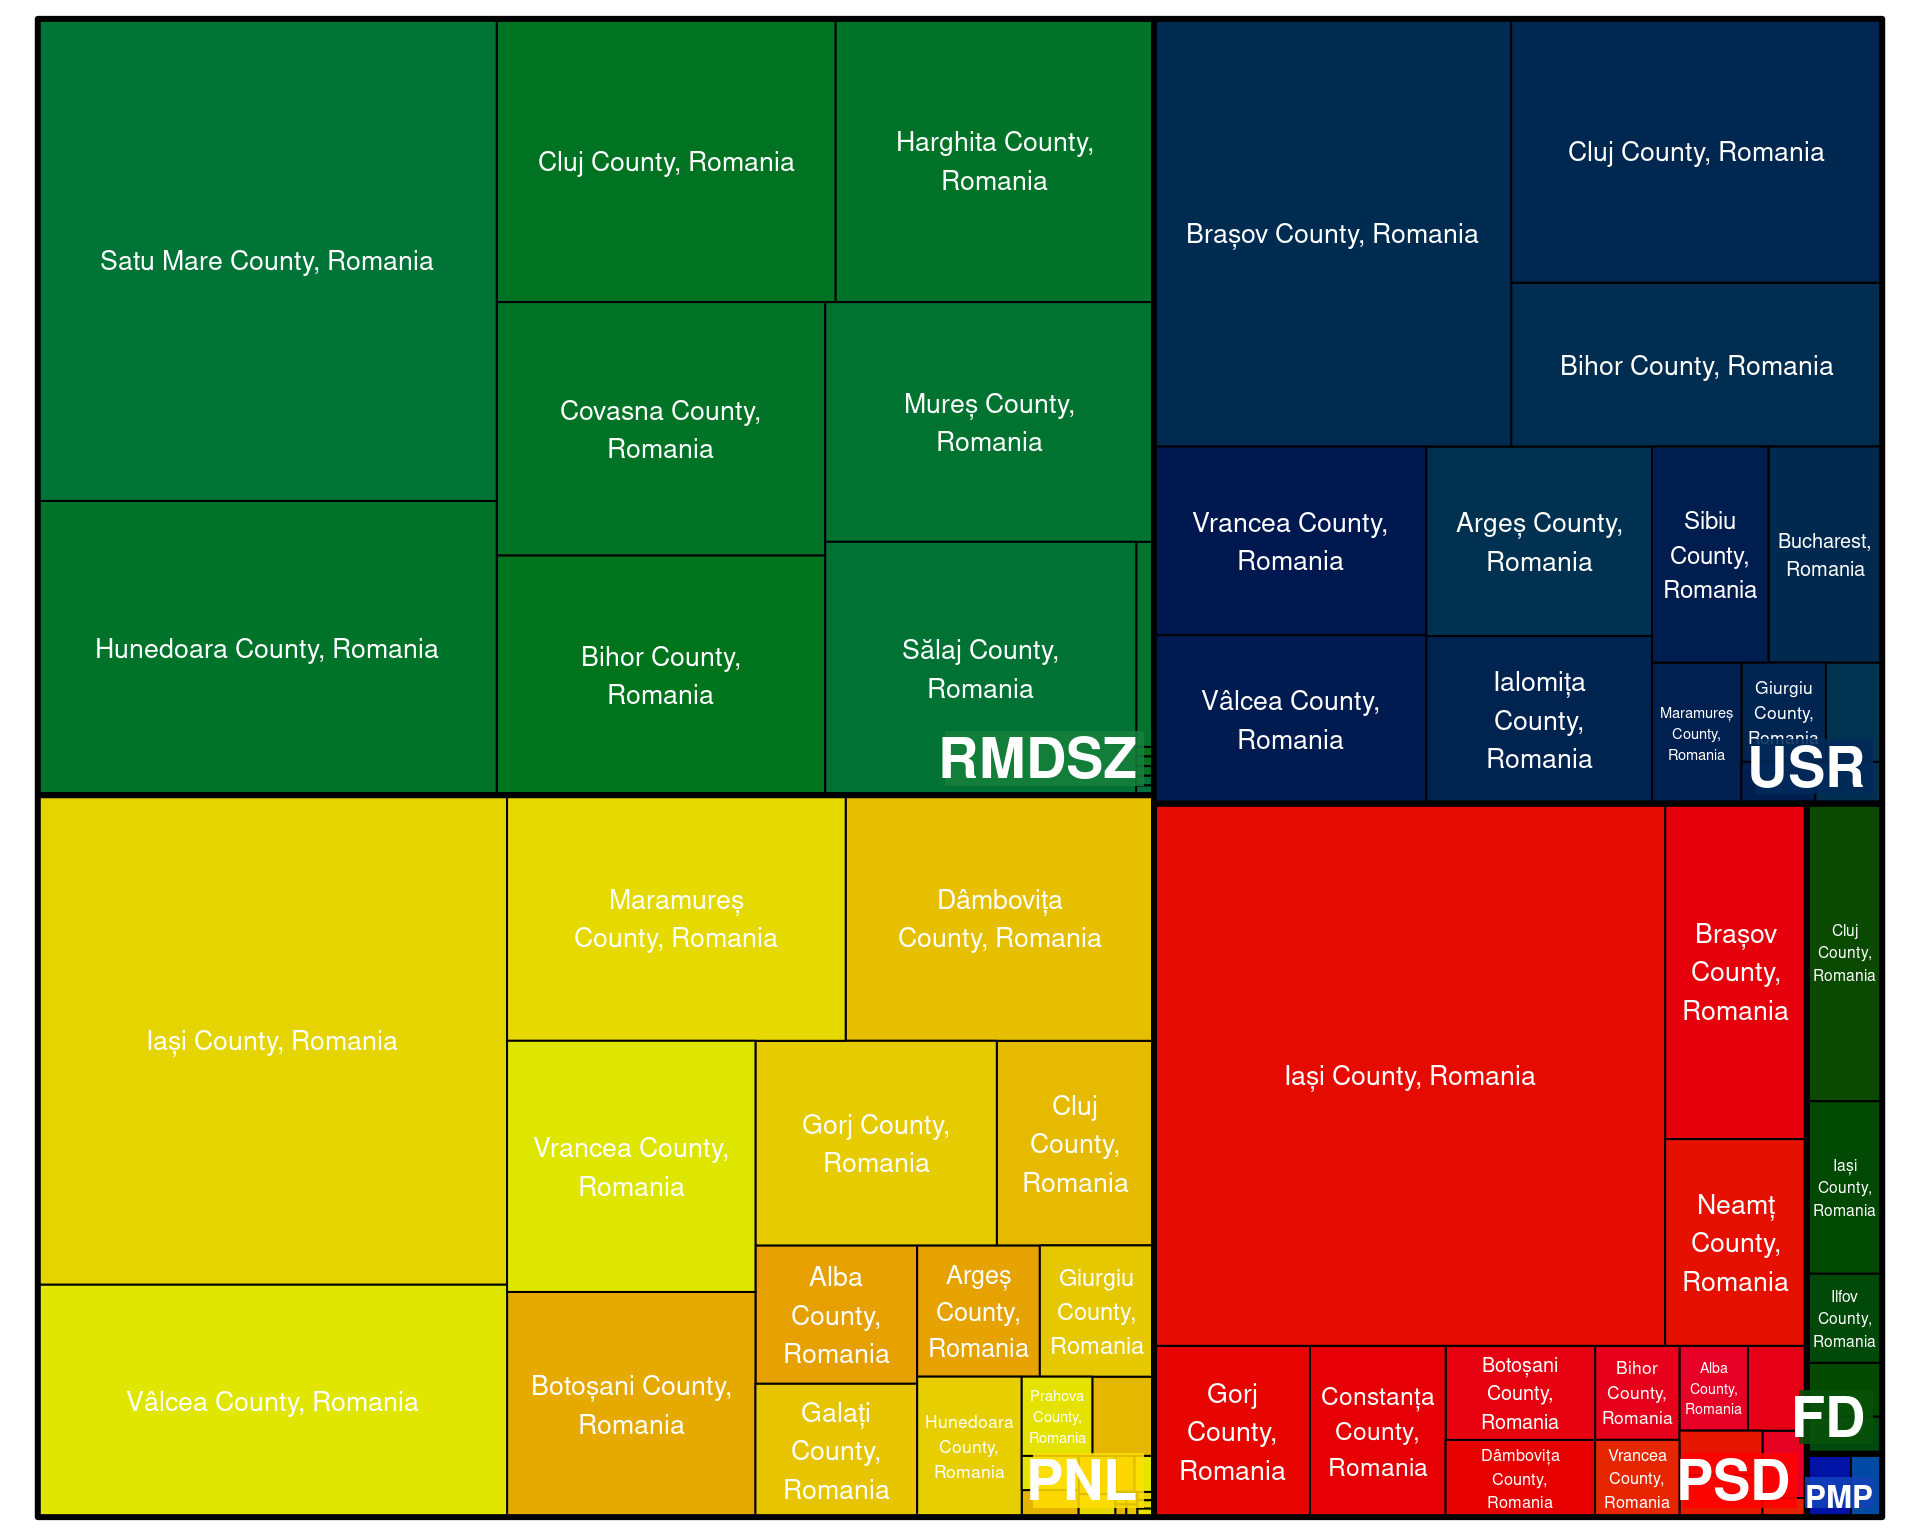 Satu Mare County, Romania
Hunedoara County, Romania
Cluj County, Romania
Harghita County,
Romania
Covasna County,
Romania
Mureș County,
Romania
Bihor County,
Romania
Sălaj County,
Romania
RMDSZ
Brașov County, Romania
Cluj County, Romania
Bihor County, Romania
Vrancea County,
Romania
Argeș County,
Romania
Sibiu
County,
Romania
Bucharest,
Romania
Vâlcea County,
Romania
Ialomița
County,
Romania
Maramureș
County,
Romania
Giurgiu
County,
Romania
USR
Iași County, Romania
Vâlcea County, Romania
Maramureș
County, Romania
Dâmbovița
County, Romania
Vrancea County,
Romania
Gorj County,
Romania
Cluj
County,
Romania
Botoșani County,
Romania
Alba
County,
Romania
Argeș
County,
Romania
Giurgiu
County,
Romania
Galați
County,
Romania
Hunedoara
County,
Romania
Prahova
County,
Romania
PNL
Iași County, Romania
Brașov
County,
Romania
Neamț
County,
Romania
Gorj
County,
Romania
Constanța
County,
Romania
Botoșani
County,
Romania
Dâmbovița
County,
Romania
Bihor
County,
Romania
Vrancea
County,
Romania
Alba
County,
Romania
PSD
Cluj
County,
Romania
Iași
County,
Romania
Ilfov
County,
Romania
FD
PMP